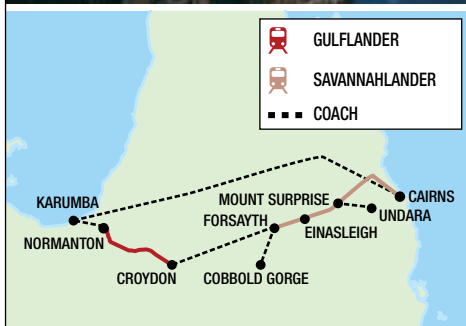 GULFLANDER
SAVANNAHLANDER
COACH
KARUMBA
NORMANTON
CROYDON
FORSAYTH
COBBOLD GORGE
MOUNT SURPRISE
EINASLEIGH
CAIRNS
UNDARA